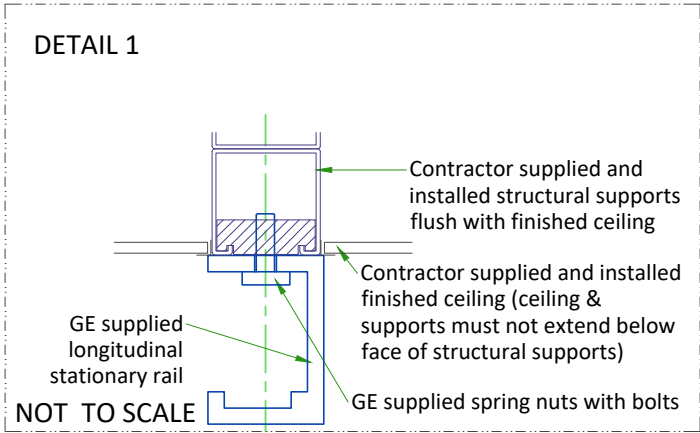 DETAIL 1
Contractor supplied and
installed structural supports
flush with finished ceiling
Contractor supplied and installed
finished ceiling (ceiling &
supports must not extend below
face of structural supports)
GE supplied
longitudinal
stationary rail
GE supplied spring nuts with bolts
NOT TO SCALE